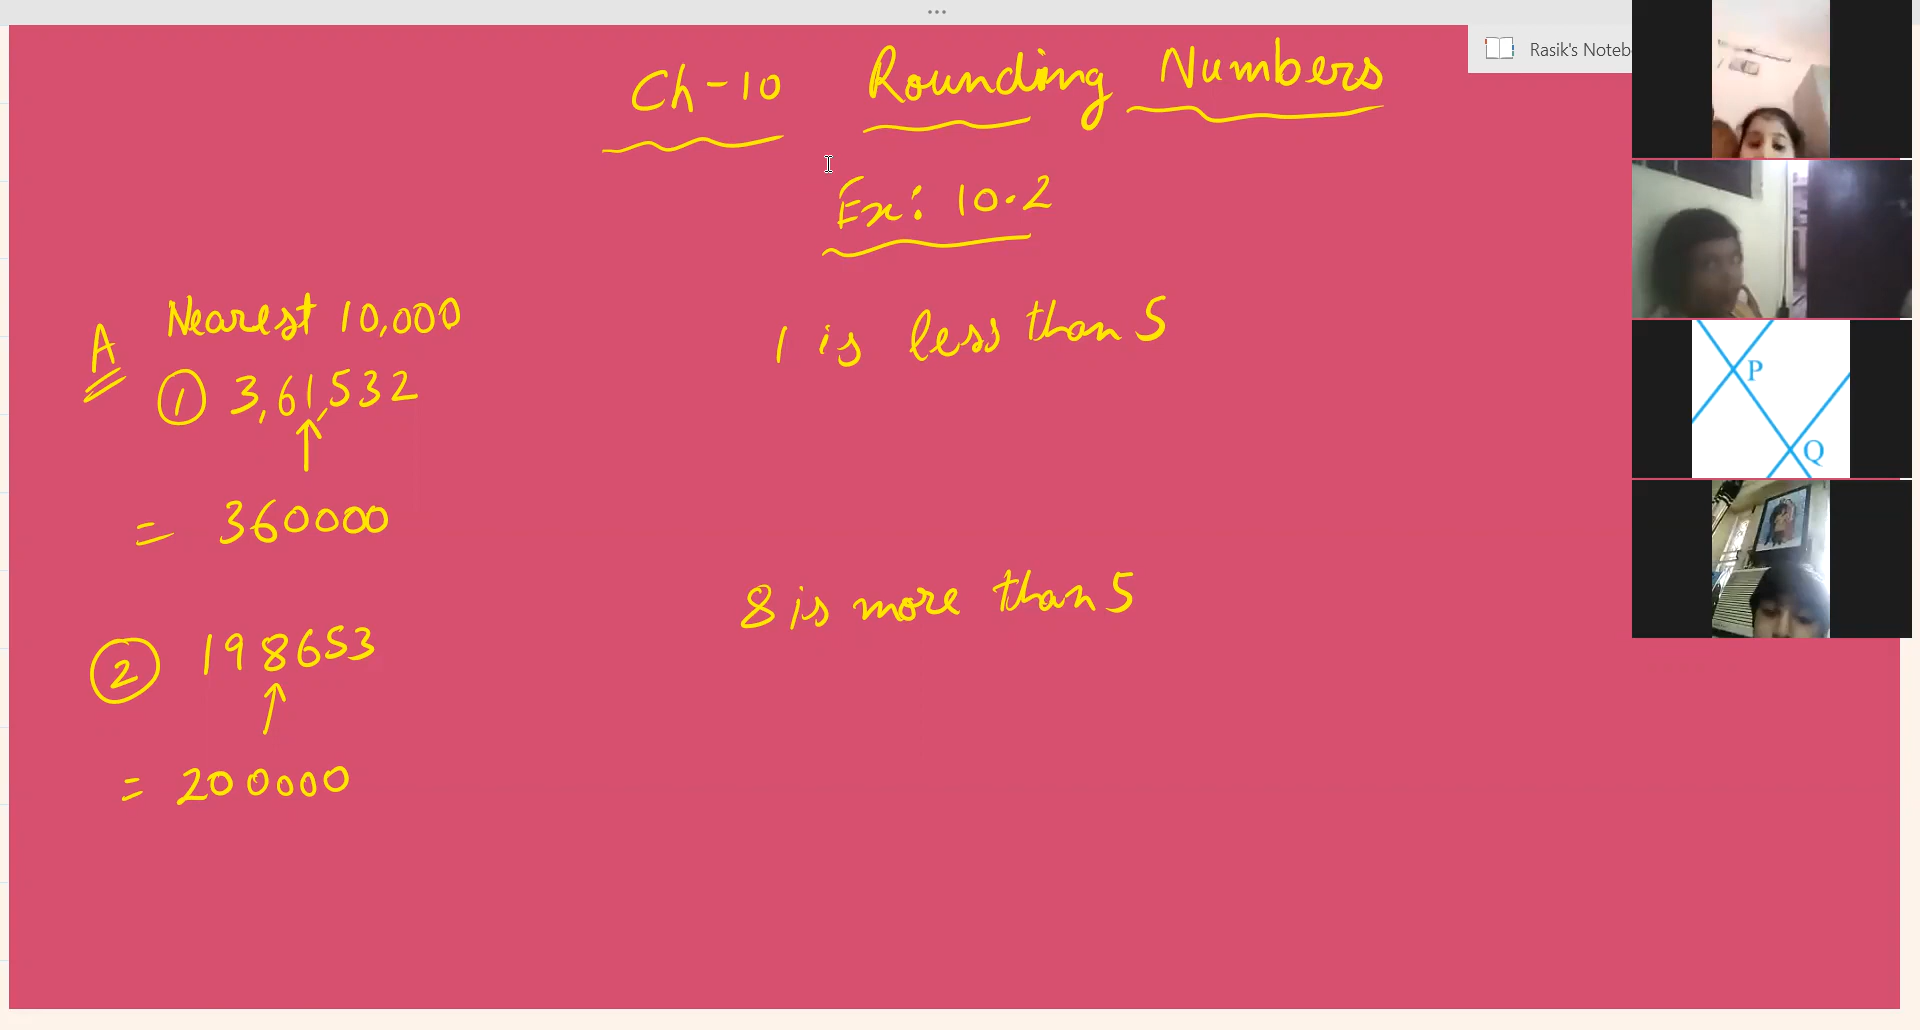 Ch-10 Rounding Numbers
Rasik's Noteb
Ex: 10.2
A Nearest 10,000
1 is less than 5
① 3,61,532
= 360000
8 is more than 5
② 198653
= 200000
P
Q